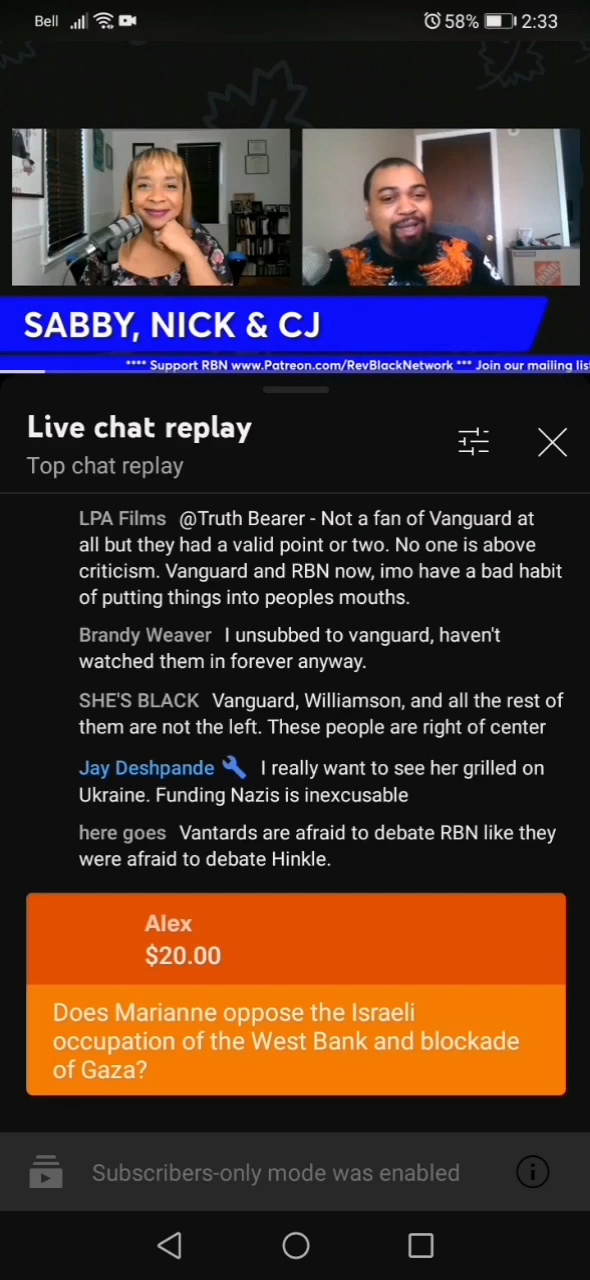 Bell 58% 2:33
SABBY, NICK & CJ
**** Support RBN www.Patreon.com/RevBlackNetwork *** Join our mailing lis
Live chat replay
Top chat replay
LPA Films @Truth Bearer - Not a fan of Vanguard at
all but they had a valid point or two. No one is above
criticism. Vanguard and RBN now, imo have a bad habit
of putting things into peoples mouths.
Brandy Weaver I unsubbed to vanguard, haven't
watched them in forever anyway.
SHE'S BLACK Vanguard, Williamson, and all the rest of
them are not the left. These people are right of center
Jay Deshpande I really want to see her grilled on
Ukraine. Funding Nazis is inexcusable
here goes Vantards are afraid to debate RBN like they
were afraid to debate Hinkle.
Alex
$20.00
Does Marianne oppose the Israeli
occupation of the West Bank and blockade
of Gaza?
Subscribers-only mode was enabled